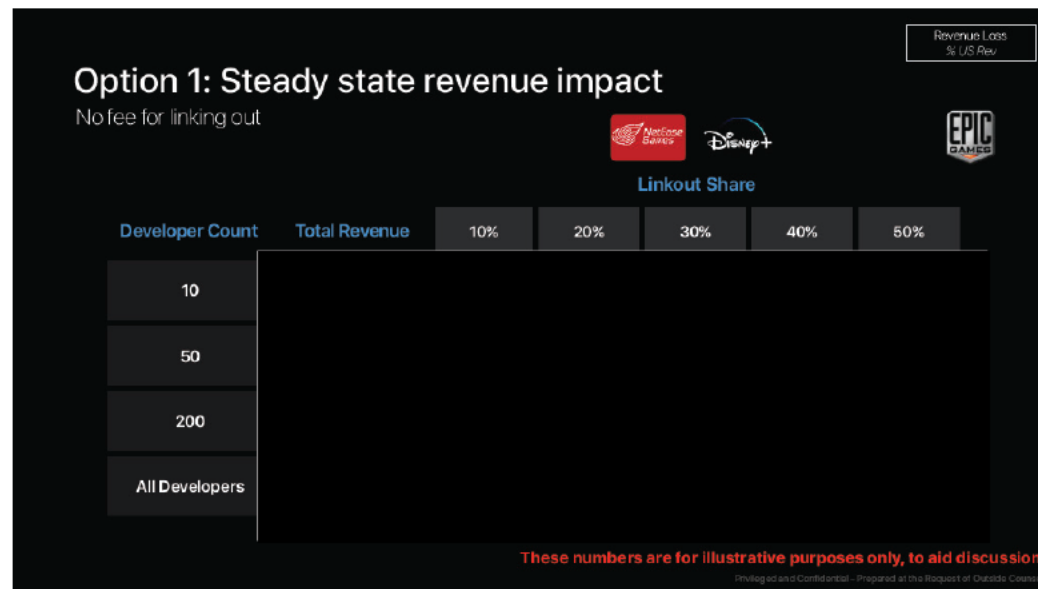 Revenue Loss
% US Rev
Option 1: Steady state revenue impact
No fee for linking out
NetEase
Games
Disney+
EPIC
GAMES
Linkout Share
Developer Count Total Revenue 10% 20% 30% 40% 50%
10
50
200
All Developers
These numbers are for illustrative purposes only, to aid discussion
Privileged and Confidential – Prepared at the Request of Outside Counse